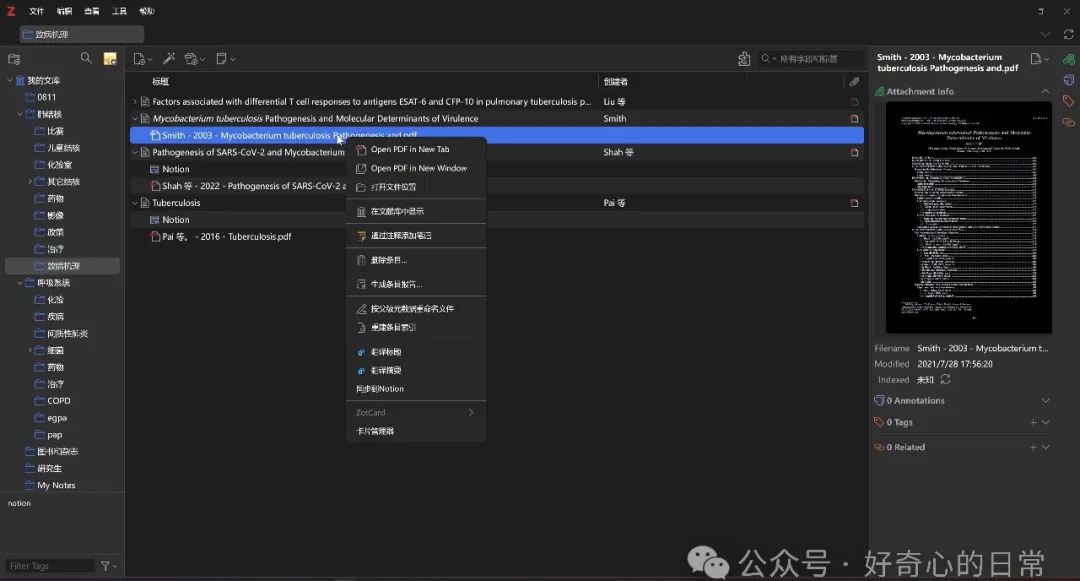 Z 文件 编辑 查看 工具 帮助
致病机理
所有字段和标签
我的文库
0811
肺结核
比赛
儿童结核
化验室
其它结核
药物
影像
政策
治疗
致病机理
呼吸系统
化验
疾病
间质性肺炎
细菌
药物
治疗
COPD
egpa
pap
图书和杂志
研究生
My Notes
notion
Filter Tags
标题 创建者
Factors associated with differential T cell responses to antigens ESAT-6 and CFP-10 in pulmonary tuberculosis p... Liu 等
Mycobacterium tuberculosis Pathogenesis and Molecular Determinants of Virulence Smith
Smith - 2003 - Mycobacterium tuberculosis Pathogenesis and.pdf
Pathogenesis of SARS-CoV-2 and Mycobacterium Shah 等
Notion
Shah 等 - 2022 - Pathogenesis of SARS-CoV-2 a
Tuberculosis Pai 等
Notion
Pai 等。 - 2016 - Tuberculosis.pdf
Open PDF in New Tab
Open PDF in New Window
打开文件位置
在文献库中显示
通过注释添加笔记
删除条目...
生成条目报告...
按父级元数据重命名文件
重建条目索引
翻译标题
翻译摘要
同步到Notion
ZotCard
卡片管理器
Smith - 2003 - Mycobacterium
tuberculosis Pathogenesis and.pdf
Attachment Info
Mycobacterium tuberculosis Pathogenesis and Molecular
Determinants of Virulence
Filename Smith - 2003 - Mycobacterium t...
Modified 2021/7/28 17:56:20
Indexed 未知
0 Annotations
0 Tags
0 Related
公众号 · 好奇心的日常